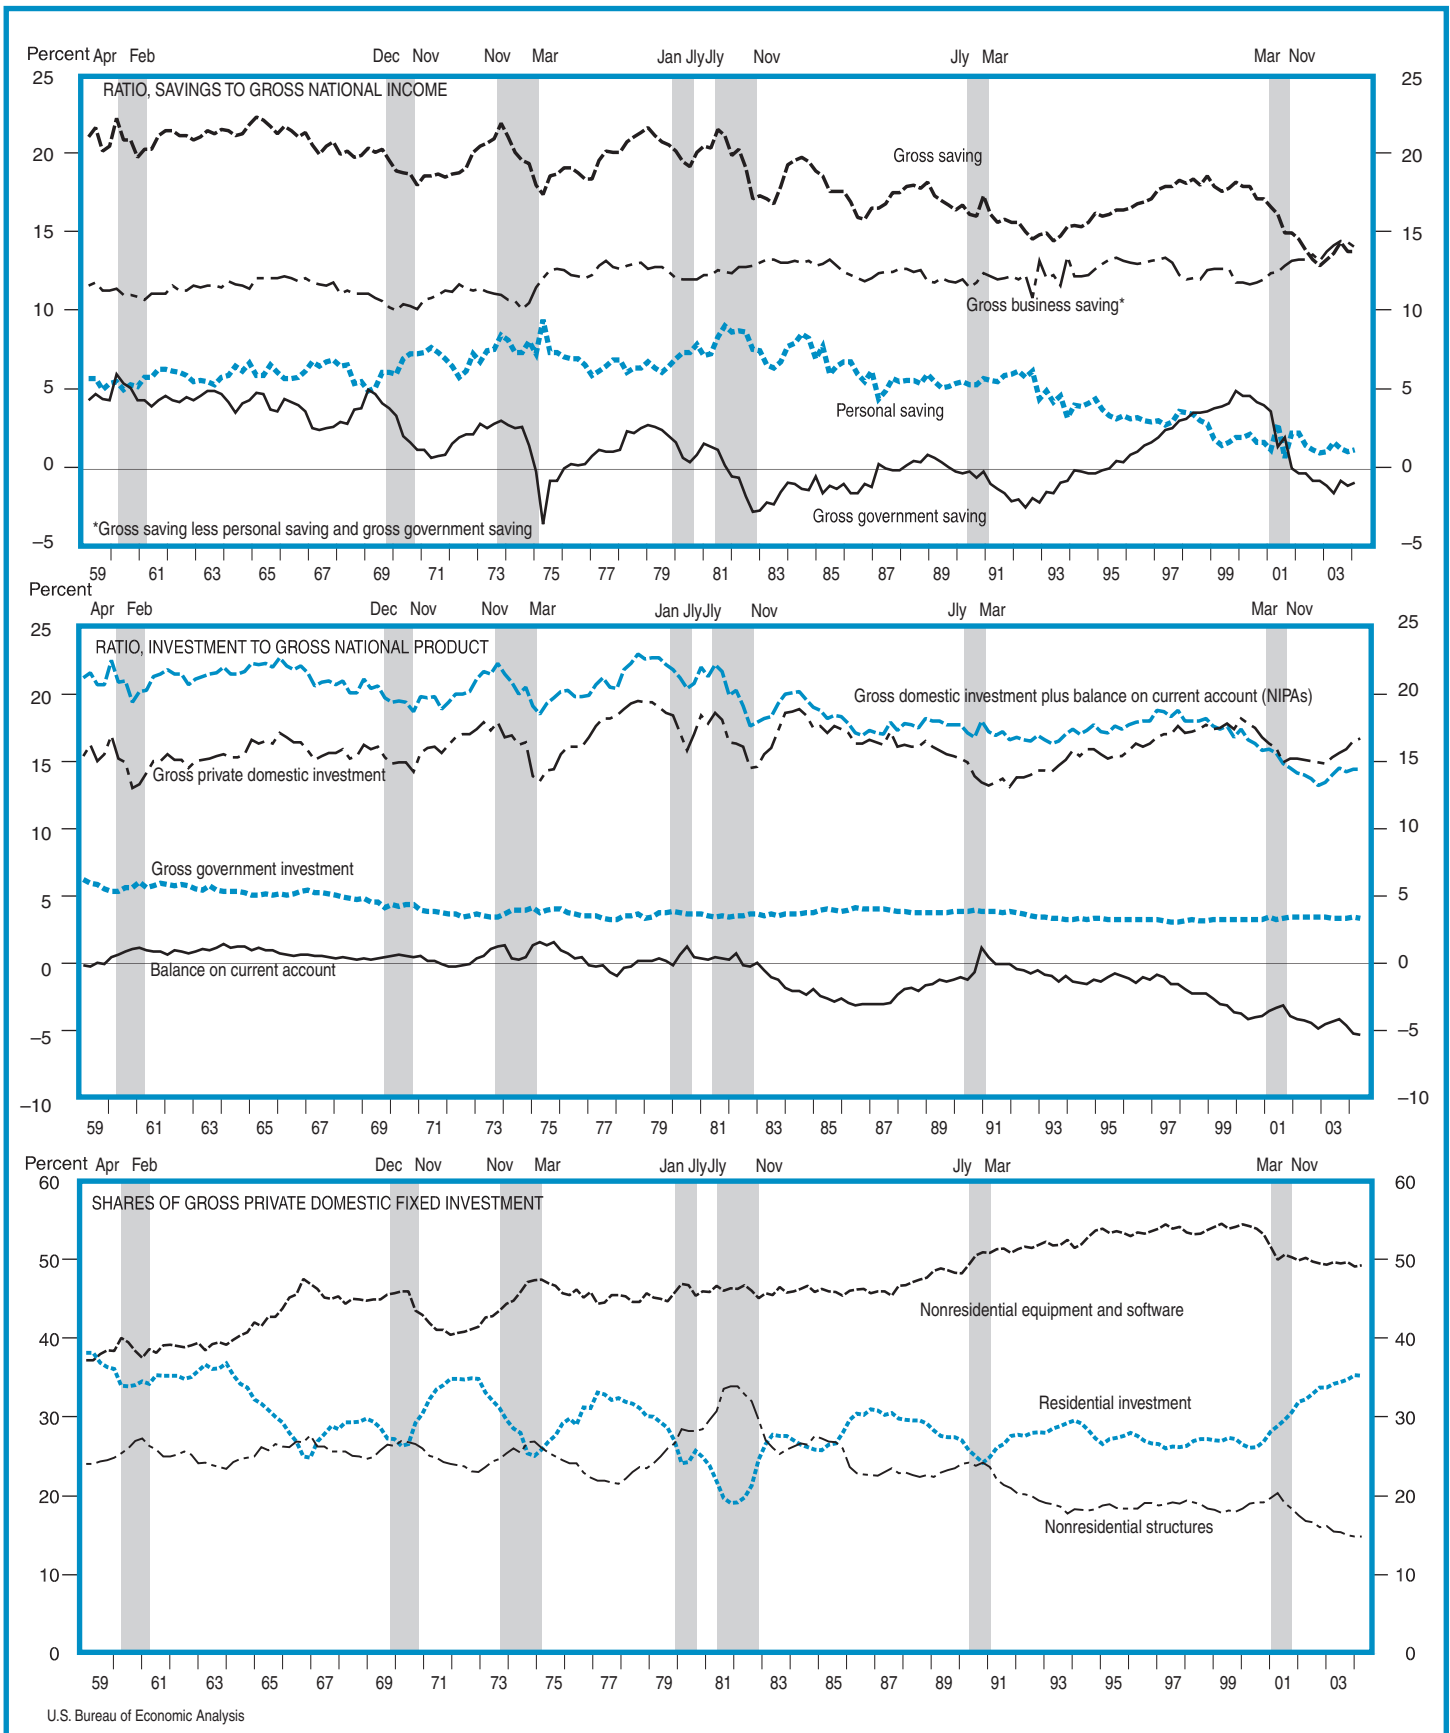 Percent Apr Feb Dec Nov Nov Mar Jan Jly Jly Nov Jly Mar Mar Nov
25 25
RATIO, SAVINGS TO GROSS NATIONAL INCOME
20 Gross saving 20
15 15
10 Gross business saving* 10
5 5
Personal saving
0 0
Gross government saving
*Gross saving less personal saving and gross government saving
–5 –5
59 61 63 65 67 69 71 73 75 77 79 81 83 85 87 89 91 93 95 97 99 01 03
Percent
Apr Feb Dec Nov Nov Mar Jan Jly Jly Nov Jly Mar Mar Nov
25 25
RATIO, INVESTMENT TO GROSS NATIONAL PRODUCT
20 Gross domestic investment plus balance on current account (NIPAs) 20
15 15
Gross private domestic investment
10 10
Gross government investment
5 5
0 0
Balance on current account
–5 –5
–10 –10
59 61 63 65 67 69 71 73 75 77 79 81 83 85 87 89 91 93 95 97 99 01 03
Percent Apr Feb Dec Nov Nov Mar Jan Jly Jly Nov Jly Mar Mar Nov
60 60
SHARES OF GROSS PRIVATE DOMESTIC FIXED INVESTMENT
50 50
Nonresidential equipment and software
40 40
Residential investment
30 30
20 20
Nonresidential structures
10 10
0 0
59 61 63 65 67 69 71 73 75 77 79 81 83 85 87 89 91 93 95 97 99 01 03
U.S. Bureau of Economic Analysis